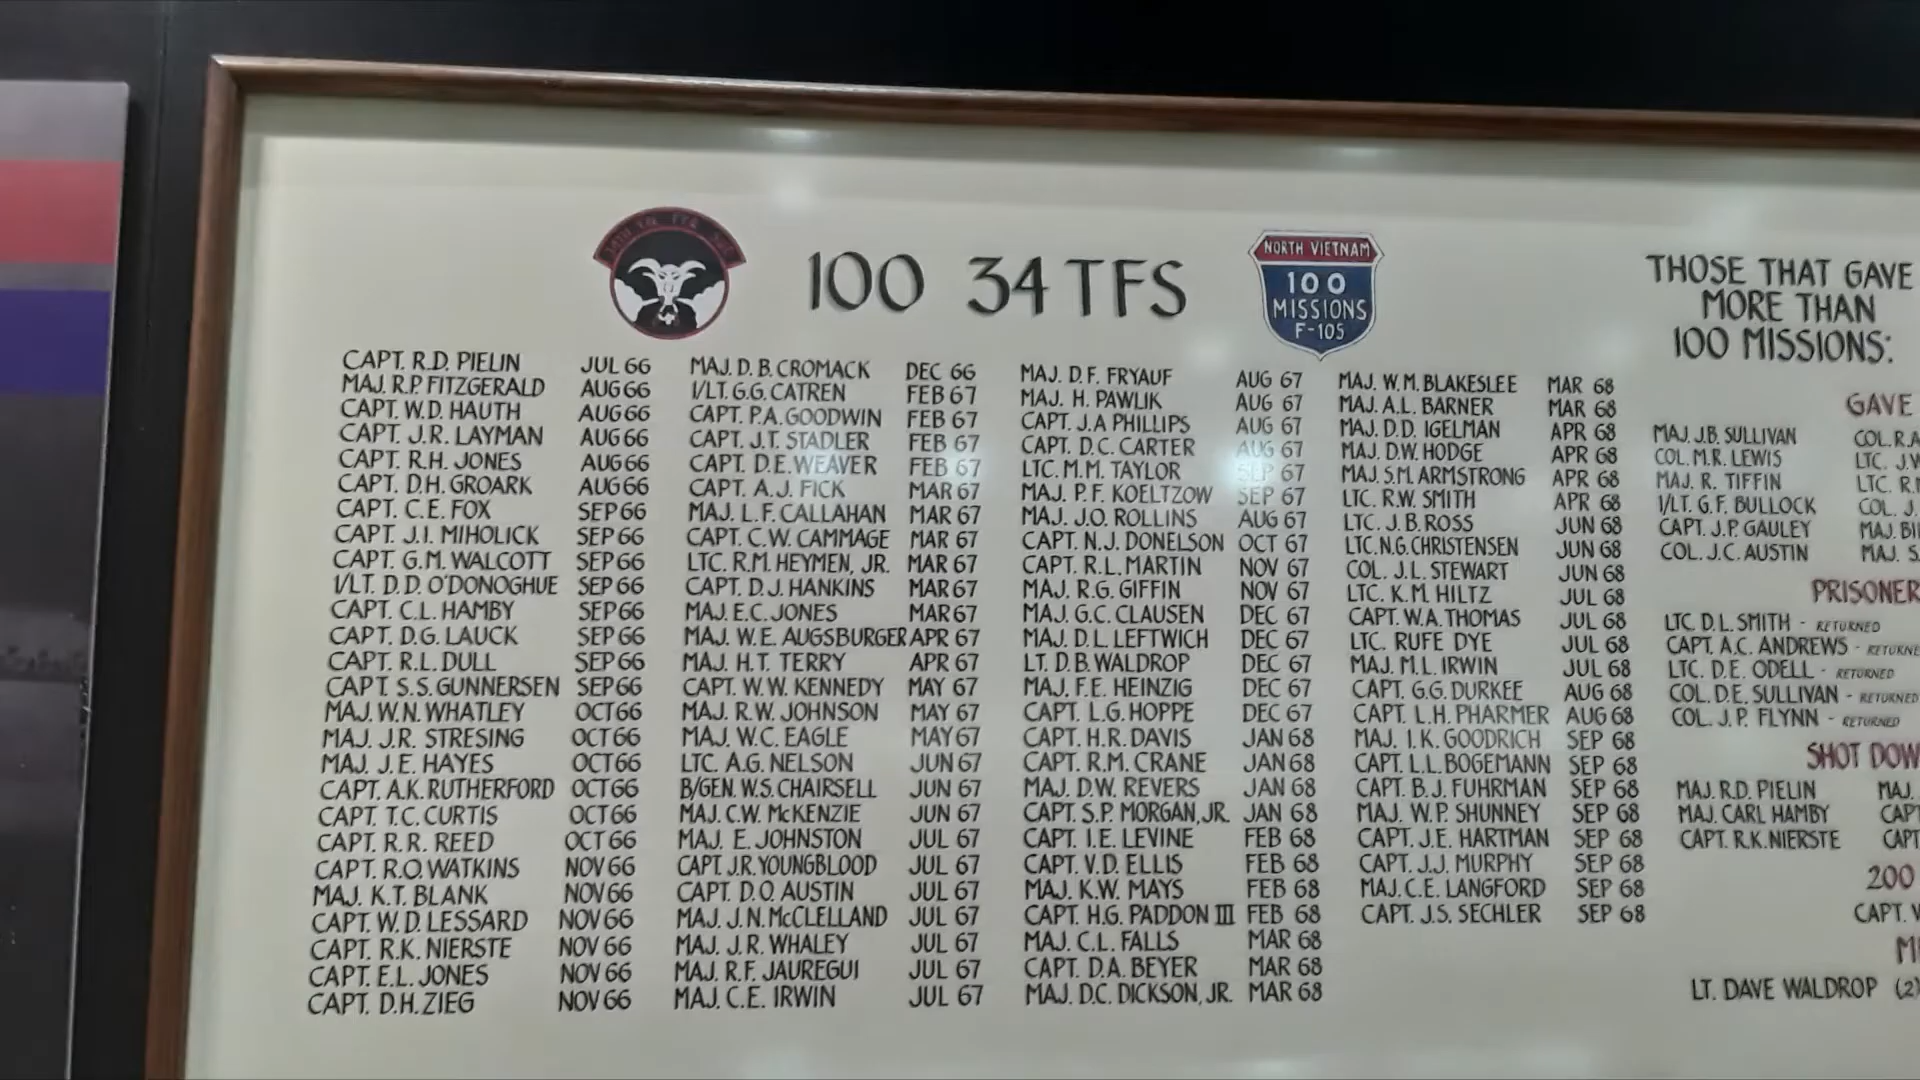 100 34 TFS
NORTH VIETNAM
100
MISSIONS
F-105
CAPT. R.D. PIELIN JUL 66
MAJ. R.P. FITZGERALD AUG 66
CAPT. W.D. HAUTH AUG 66
CAPT. J.R. LAYMAN AUG 66
CAPT. R.H. JONES AUG 66
CAPT. D.H. GROARK AUG 66
CAPT. C.E. FOX SEP 66
CAPT. J.I. MIHOLICK SEP 66
CAPT. G.M. WALCOTT SEP 66
1/LT. D.D. O'DONOGHUE SEP 66
CAPT. C.L. HAMBY SEP 66
CAPT. D.G. LAUCK SEP 66
CAPT. R.L. DULL SEP 66
CAPT. S.S. GUNNERSEN SEP 66
MAJ. W.N. WHATLEY OCT 66
MAJ. J.R. STRESING OCT 66
MAJ. J.E. HAYES OCT 66
CAPT. A.K. RUTHERFORD OCT 66
CAPT. T.C. CURTIS OCT 66
CAPT. R.R. REED OCT 66
CAPT. R.O. WATKINS NOV 66
MAJ. K.T. BLANK NOV 66
CAPT. W.D. LESSARD NOV 66
CAPT. R.K. NIERSTE NOV 66
CAPT. E.L. JONES NOV 66
CAPT. D.H. ZIEG NOV 66
MAJ. D.B. CROMACK DEC 66
1/LT. G.G. CATREN FEB 67
CAPT. P.A. GOODWIN FEB 67
CAPT. J.T. STADLER FEB 67
CAPT. D.E. WEAVER FEB 67
CAPT. A.J. FICK MAR 67
MAJ. L.F. CALLAHAN MAR 67
CAPT. C.W. CAMMAGE MAR 67
LTC. R.M. HEYMEN, JR. MAR 67
CAPT. D.J. HANKINS MAR 67
MAJ. E.C. JONES MAR 67
MAJ. W.E. AUGSBURGER APR 67
MAJ. H.T. TERRY APR 67
CAPT. W.W. KENNEDY MAY 67
MAJ. R.W. JOHNSON MAY 67
MAJ. W.C. EAGLE MAY 67
LTC. A.G. NELSON JUN 67
B/GEN. W.S. CHAIRSELL JUN 67
MAJ. C.W. McKENZIE JUN 67
MAJ. E. JOHNSTON JUL 67
CAPT. J.R. YOUNGBLOOD JUL 67
CAPT. D.O. AUSTIN JUL 67
MAJ. J.N. McCLELLAND JUL 67
MAJ. J.R. WHALEY JUL 67
MAJ. R.F. JAUREGUI JUL 67
MAJ. C.E. IRWIN JUL 67
MAJ. D.F. FRYAUF AUG 67
MAJ. H. PAWLIK AUG 67
CAPT. J.A PHILLIPS AUG 67
CAPT. D.C. CARTER AUG 67
LTC. M.M. TAYLOR SEP 67
MAJ. P.F. KOELTZOW SEP 67
MAJ. J.O. ROLLINS AUG 67
CAPT. N.J. DONELSON OCT 67
CAPT. R.L. MARTIN NOV 67
MAJ. R.G. GIFFIN NOV 67
MAJ. G.C. CLAUSEN DEC 67
MAJ. D.L. LEFTWICH DEC 67
LT. D.B. WALDROP DEC 67
MAJ. F.E. HEINZIG DEC 67
CAPT. L.G. HOPPE DEC 67
CAPT. H.R. DAVIS JAN 68
CAPT. R.M. CRANE JAN 68
MAJ. D.W. REVERS JAN 68
CAPT. S.P. MORGAN, JR. JAN 68
CAPT. I.E. LEVINE FEB 68
CAPT. V.D. ELLIS FEB 68
MAJ. K.W. MAYS FEB 68
CAPT. H.G. PADDON III FEB 68
MAJ. C.L. FALLS MAR 68
CAPT. D.A. BEYER MAR 68
MAJ. D.C. DICKSON, JR. MAR 68
MAJ. W.M. BLAKESLEE MAR 68
MAJ. A.L. BARNER MAR 68
MAJ. D.D. IGELMAN APR 68
MAJ. D.W. HODGE APR 68
MAJ. S.M. ARMSTRONG APR 68
LTC. R.W. SMITH APR 68
LTC. J.B. ROSS JUN 68
LTC. N.G. CHRISTENSEN JUN 68
COL. J.L. STEWART JUN 68
LTC. K.M. HILTZ JUL 68
CAPT. W.A. THOMAS JUL 68
LTC. RUFE DYE JUL 68
MAJ. M.L. IRWIN JUL 68
CAPT. G.G. DURKEE AUG 68
CAPT. L.H. PHARMER AUG 68
MAJ. I.K. GOODRICH SEP 68
CAPT. L.L. BOGEMANN SEP 68
CAPT. B.J. FUHRMAN SEP 68
MAJ. W.P. SHUNNEY SEP 68
CAPT. J.E. HARTMAN SEP 68
CAPT. J.J. MURPHY SEP 68
MAJ. C.E. LANGFORD SEP 68
CAPT. J.S. SECHLER SEP 68
THOSE THAT GAVE
MORE THAN
100 MISSIONS:
GAVE
MAJ. J.B. SULLIVAN COL. R.A
COL. M.R. LEWIS LTC. J.W
MAJ. R. TIFFIN LTC. R.
1/LT. G.F. BULLOCK COL. J.
CAPT. J.P. GAULEY MAJ.
COL. J.C. AUSTIN MAJ. S.
PRISONER
LTC. D.L. SMITH - RETURNED
CAPT. A.C. ANDREWS - RETURNE
LTC. D.E. ODELL - RETURNED
COL. D.E. SULLIVAN - RETURNED
COL. J.P. FLYNN - RETURNED
SHOT DOW
MAJ. R.D. PIELIN MAJ.
MAJ. CARL HAMBY CAPT
CAPT. R.K. NIERSTE CAPT
200
CAPT.
LT. DAVE WALDROP (2)